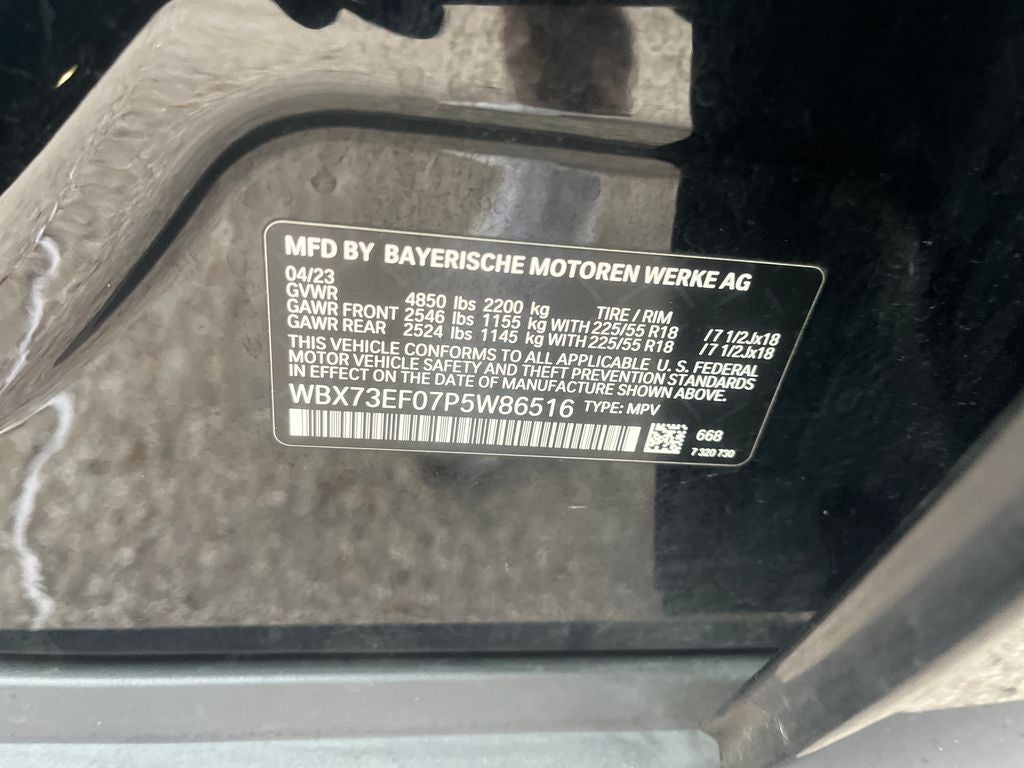 MFD BY BAYERISCHE MOTOREN WERKE AG
04/23
GVWR 4850 lbs 2200 kg TIRE / RIM
GAWR FRONT 2546 lbs 1155 kg WITH 225/55 R18 / 7 1/2Jx18
GAWR REAR 2524 lbs 1145 kg WITH 225/55 R18 / 7 1/2Jx18
THIS VEHICLE CONFORMS TO ALL APPLICABLE U. S. FEDERAL
MOTOR VEHICLE SAFETY AND THEFT PREVENTION STANDARDS
IN EFFECT ON THE DATE OF MANUFACTURE SHOWN ABOVE.
WBX73EF07P5W86516 TYPE: MPV
668
7 320 730